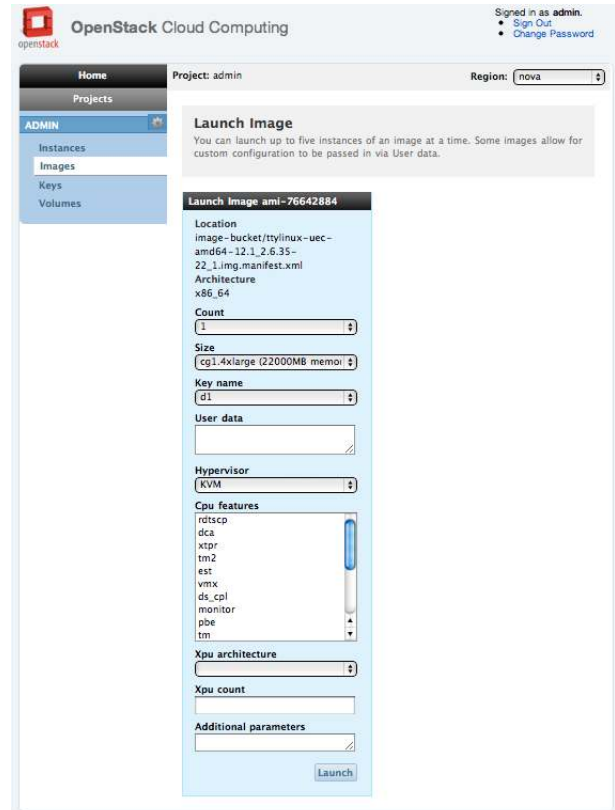 openstack
OpenStack Cloud Computing
Signed in as admin.
Sign Out
Change Password
Home
Projects
ADMIN
Instances
Images
Keys
Volumes
Project: admin
Region: nova
Launch Image
You can launch up to five instances of an image at a time. Some images allow for
custom configuration to be passed in via User data.
Launch Image ami-76642884
Location
image-bucket/ttylinux-uec-
amd64-12.1_2.6.35-
22_1.img.manifest.xml
Architecture
x86_64
Count
1
Size
cg1.4xlarge (22000MB memor
Key name
d1
User data
Hypervisor
KVM
Cpu features
rdtscp
dca
xtpr
tm2
est
vmx
ds_cpl
monitor
pbe
tm
Xpu architecture
Xpu count
Additional parameters
Launch